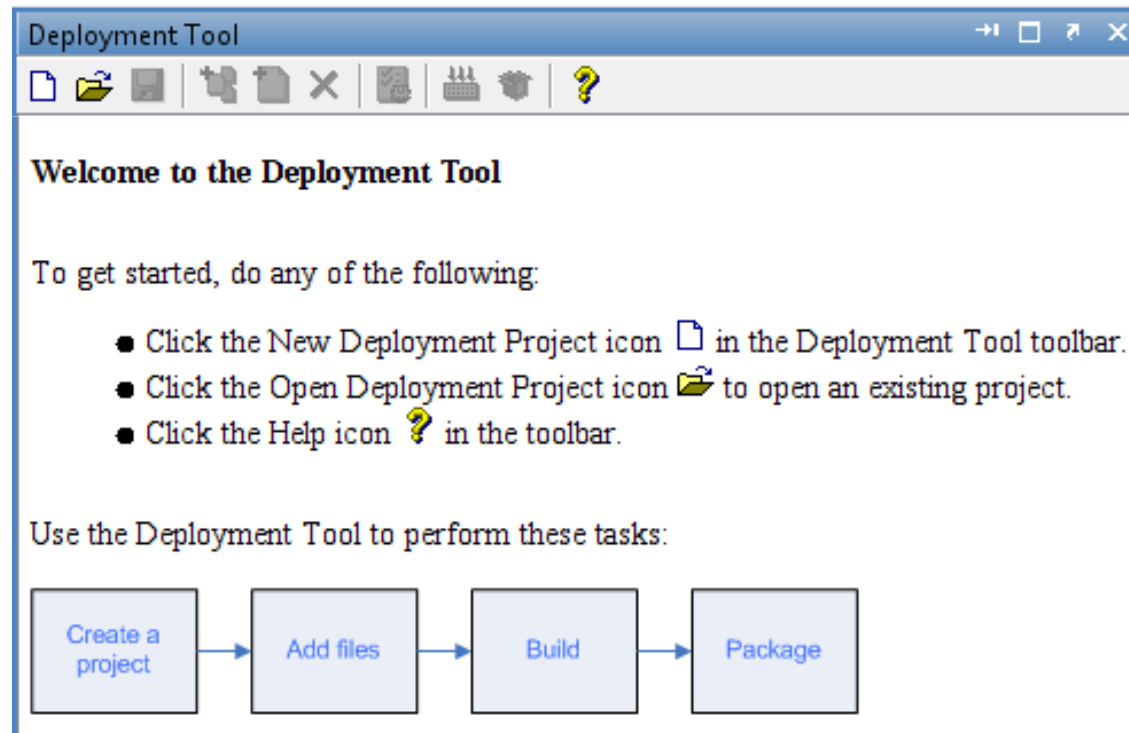 Deployment Tool
Welcome to the Deployment Tool
To get started, do any of the following:
Click the New Deployment Project icon in the Deployment Tool toolbar.
Click the Open Deployment Project icon to open an existing project.
Click the Help icon ? in the toolbar.
Use the Deployment Tool to perform these tasks:
Create a
project
Add files
Build
Package